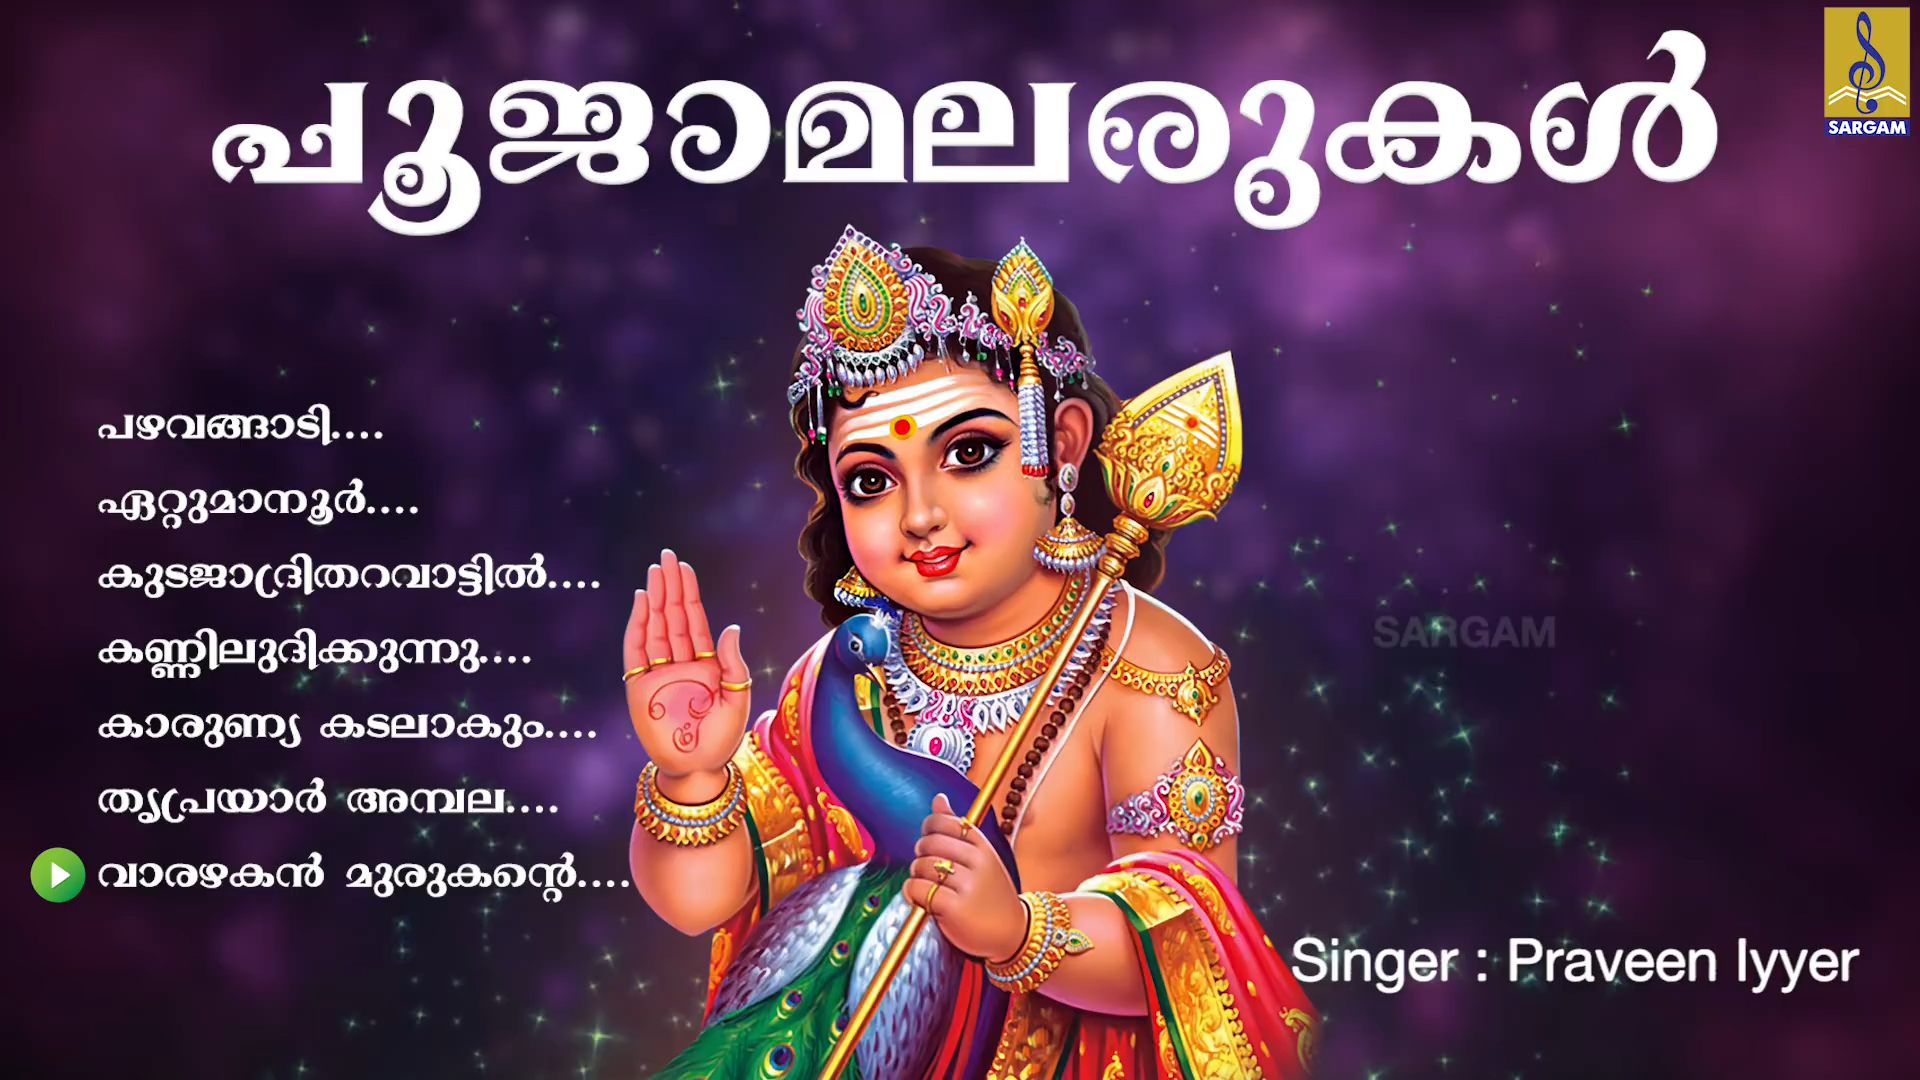 പൂജാമലരുകൾ
SARGAM
പഴവങ്ങാടി....
ഏറ്റുമാനൂർ....
കുടജാദ്രിതറവാട്ടിൽ....
കണ്ണിലുദിക്കുന്നു....
കാരുണ്യ കടലാകും....
തൃപ്രയാർ അമ്പല....
വാരഴകൻ മുരുകന്റെ....
SARGAM
Singer : Praveen Iyyer